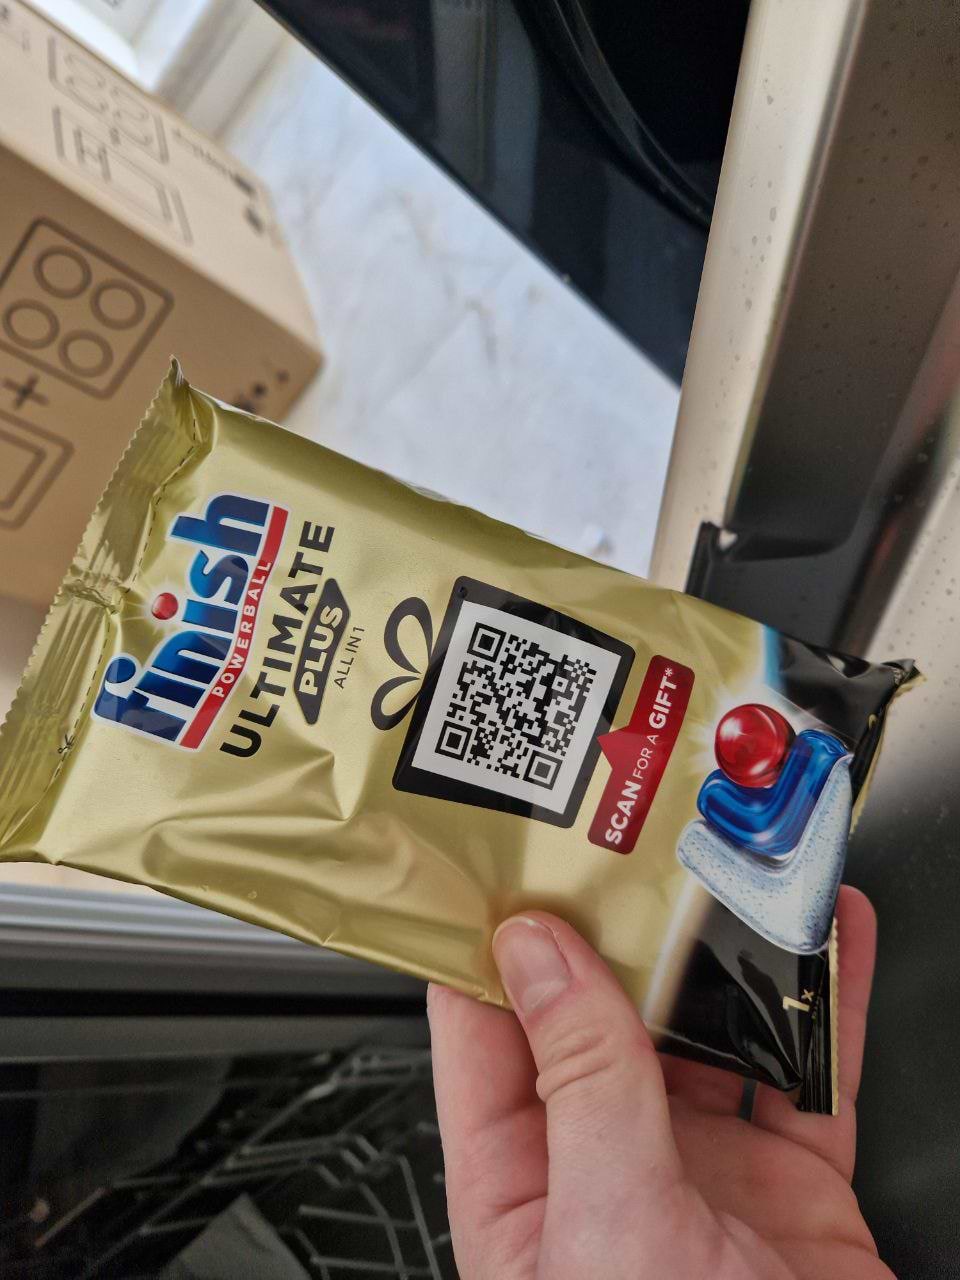 finish
POWERBALL
ULTIMATE
PLUS
ALL IN 1
SCAN FOR A GIFT*
1x